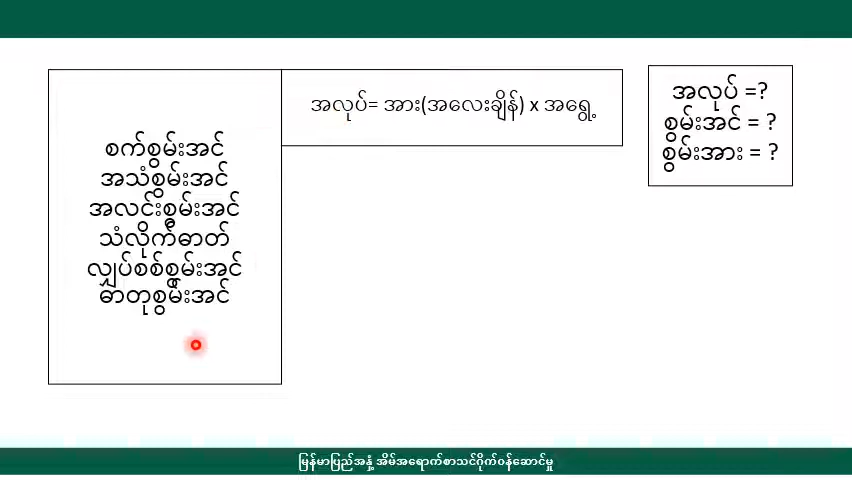 စက်စွမ်းအင်
အသံစွမ်းအင်
အလင်းစွမ်းအင်
သံလိုက်ဓာတ်
လျှပ်စစ်စွမ်းအင်
ဓာတုစွမ်းအင်
အလုပ်= အား(အလေးချိန်) x အရွေ့
အလုပ် =?
စွမ်းအင် = ?
စွမ်းအား = ?
မြန်မာပြည်အနှံ့ အိမ်အရောက်စာသင်ဂိုက်ဝန်ဆောင်မှု